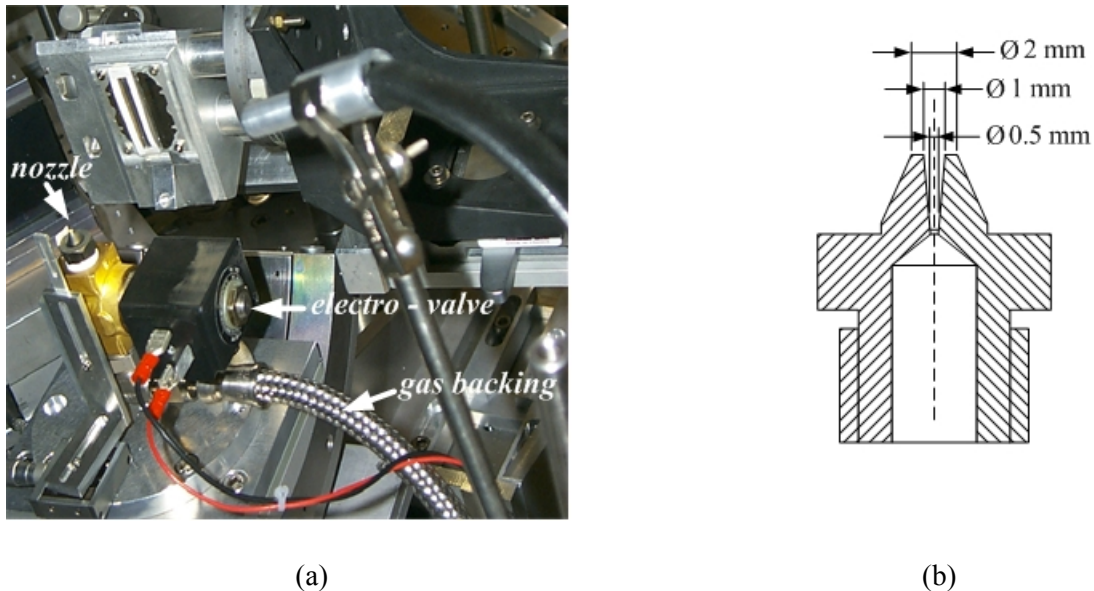 nozzle
electro - valve
gas backing
Ø 2 mm
Ø 1 mm
Ø 0.5 mm
(a)
(b)